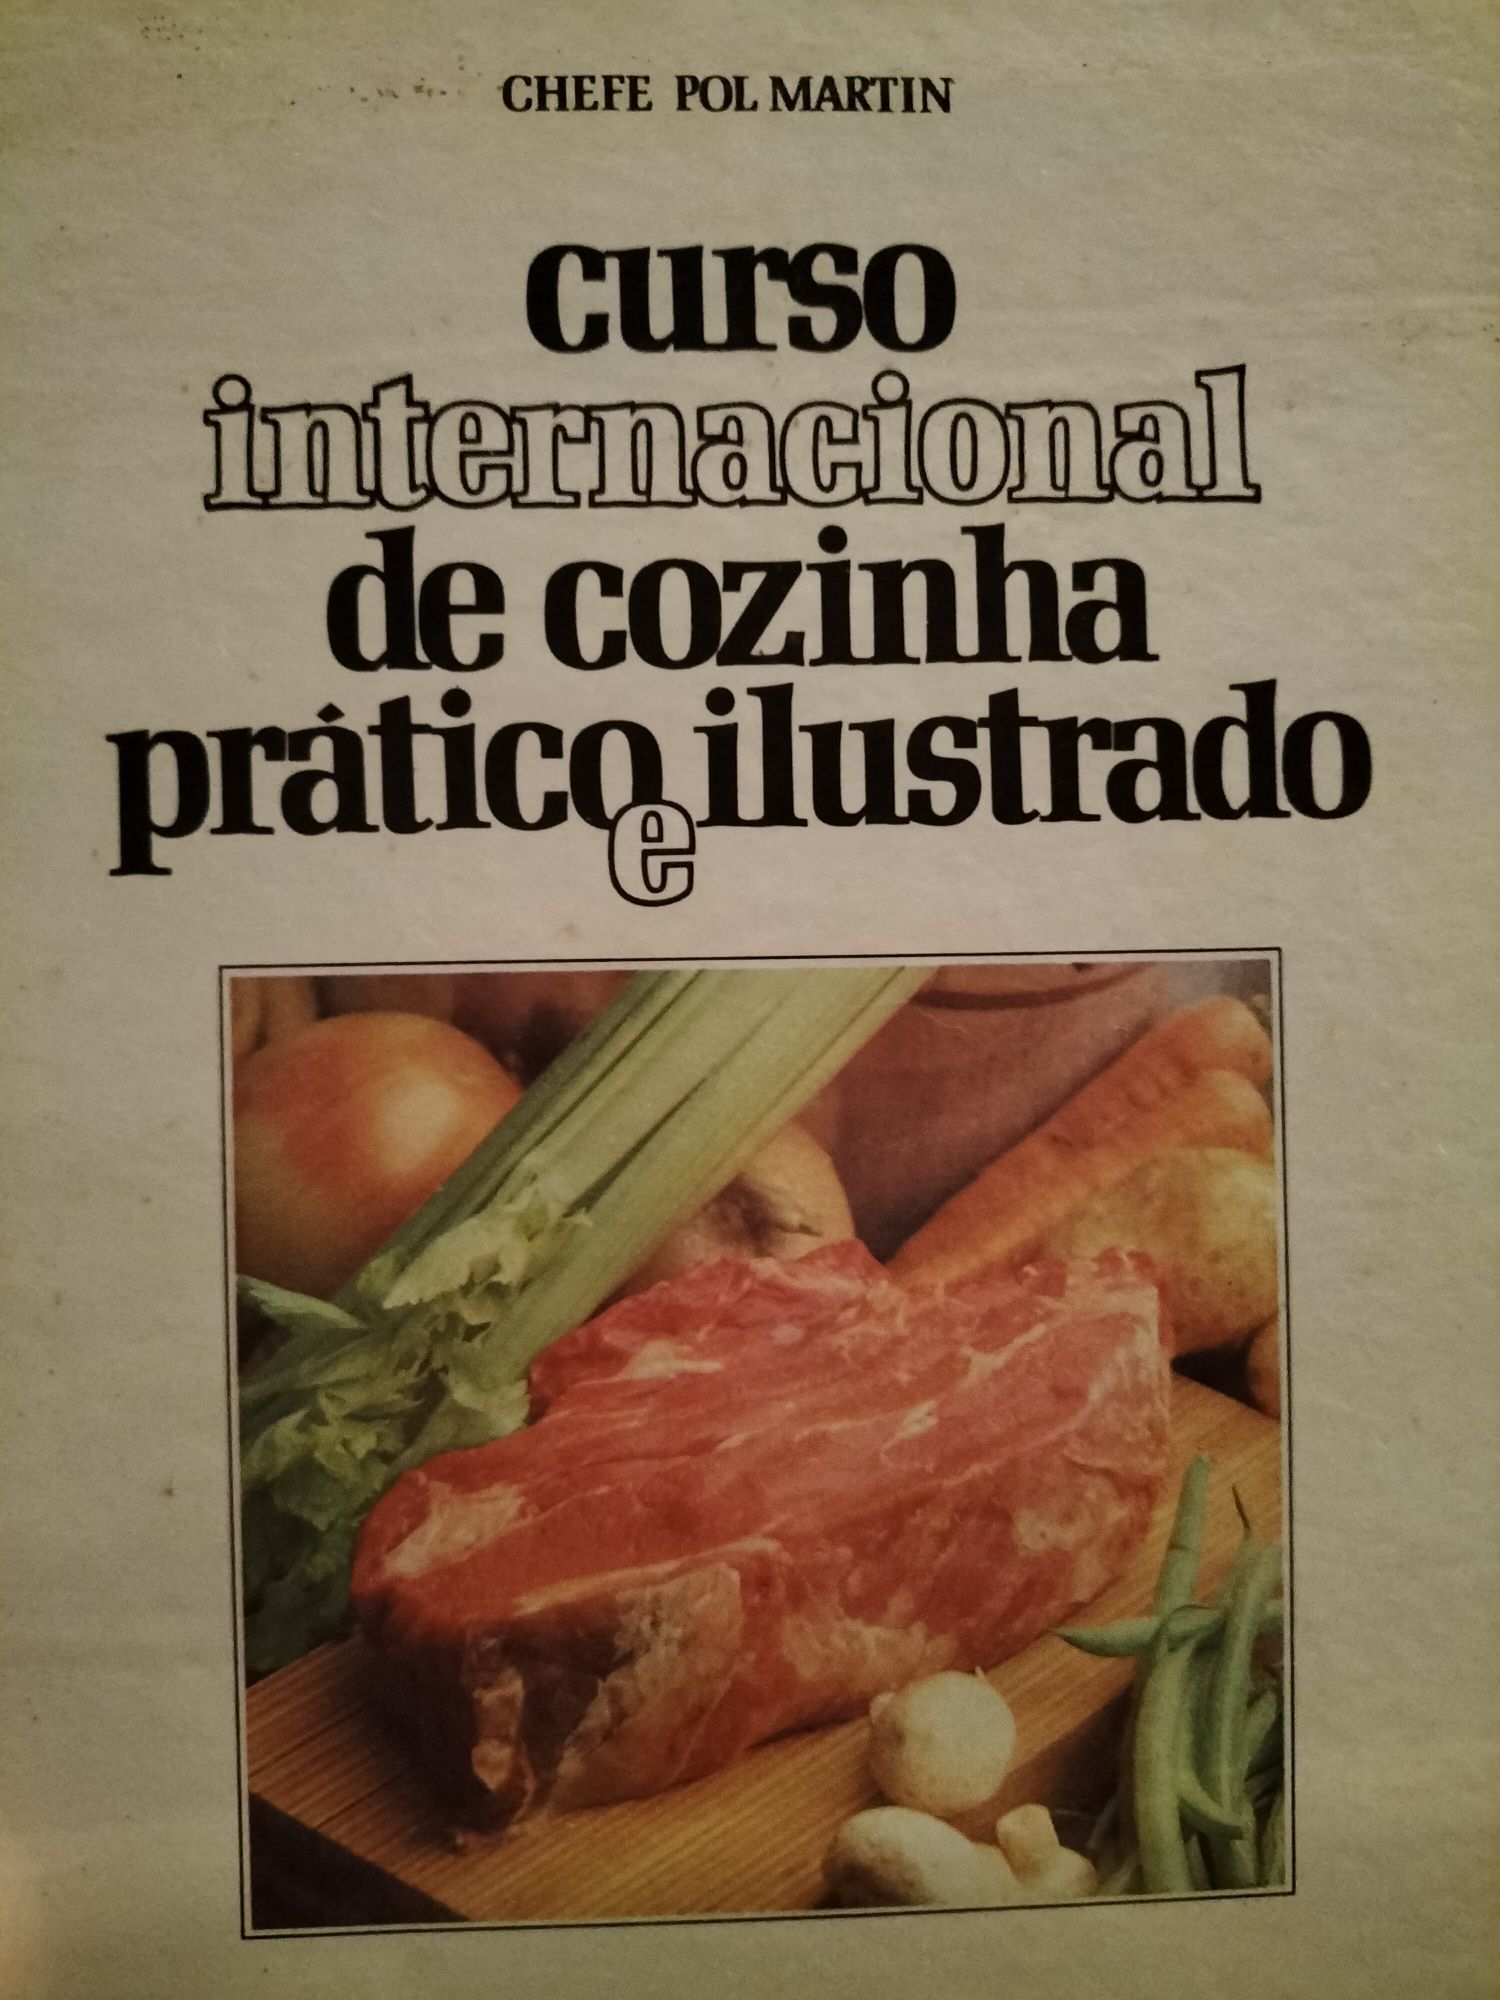 CHEFE POL MARTIN
curso
internacional
de cozinha
prático e ilustrado